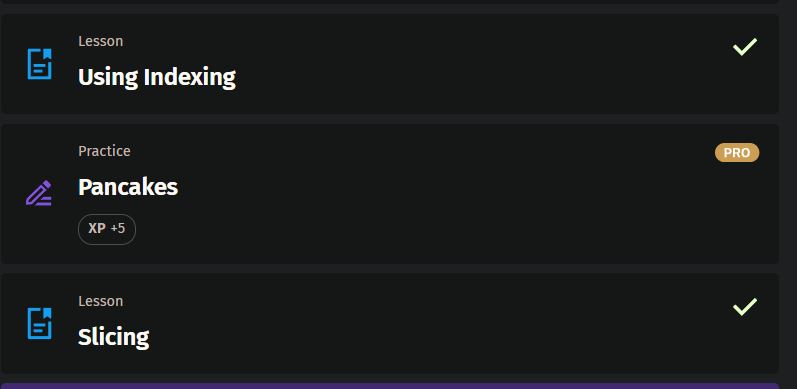 Lesson
Using Indexing
Practice
PRO
Pancakes
XP +5
Lesson
Slicing